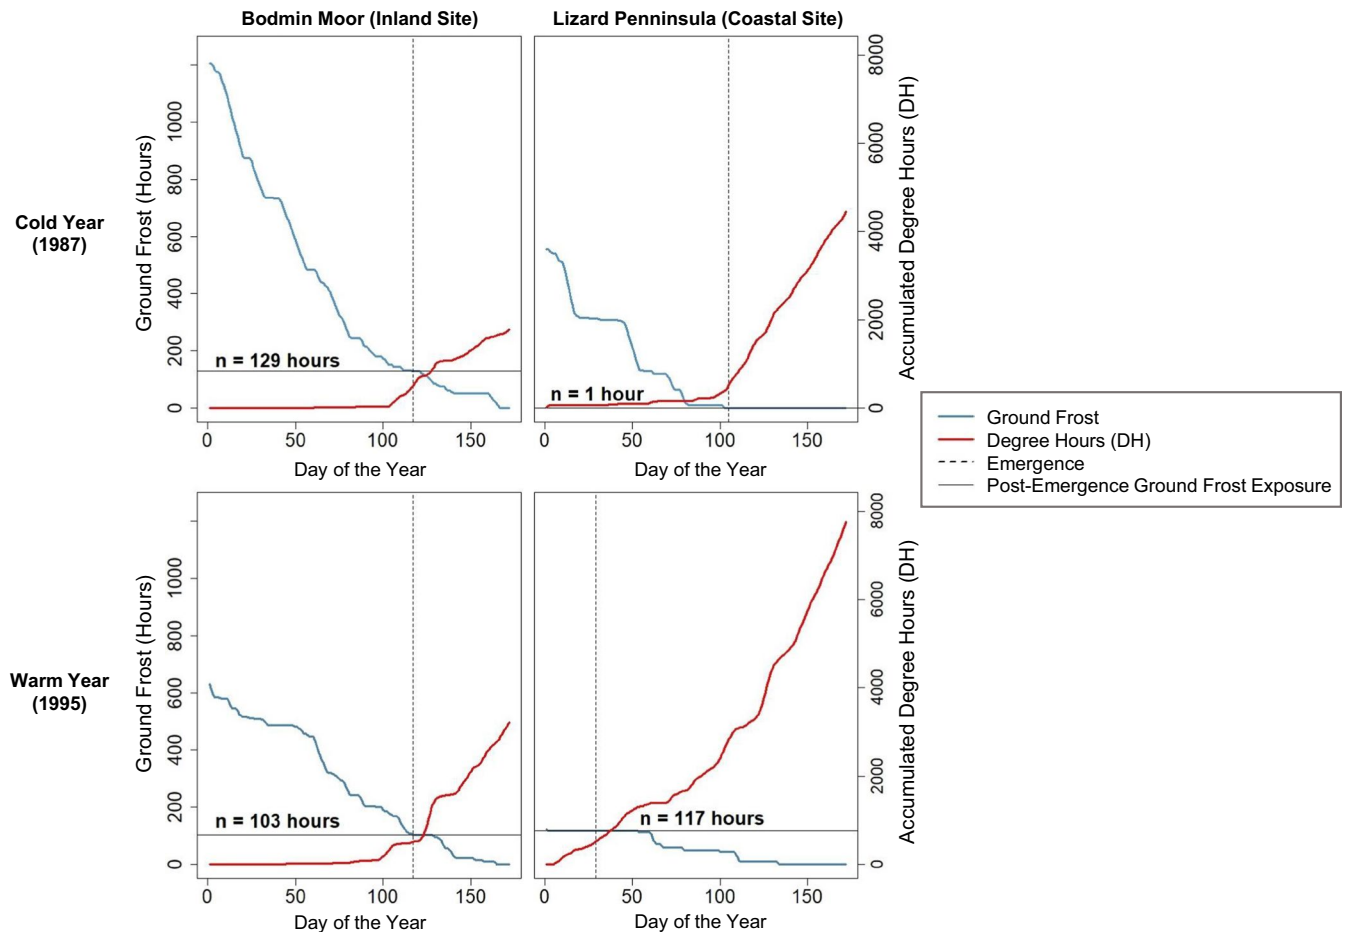 Bodmin Moor (Inland Site)
Lizard Penninsula (Coastal Site)
Cold Year
(1987)
Ground Frost (Hours)
0
200
400
600
800
1000
n = 129 hours
0
50
100
150
Day of the Year
n = 1 hour
0
50
100
150
Day of the Year
0
2000
4000
6000
8000
Accumulated Degree Hours (DH)
Ground Frost
Degree Hours (DH)
Emergence
Post-Emergence Ground Frost Exposure
Warm Year
(1995)
Ground Frost (Hours)
0
200
400
600
800
1000
n = 103 hours
0
50
100
150
Day of the Year
n = 117 hours
0
50
100
150
Day of the Year
0
2000
4000
6000
8000
Accumulated Degree Hours (DH)